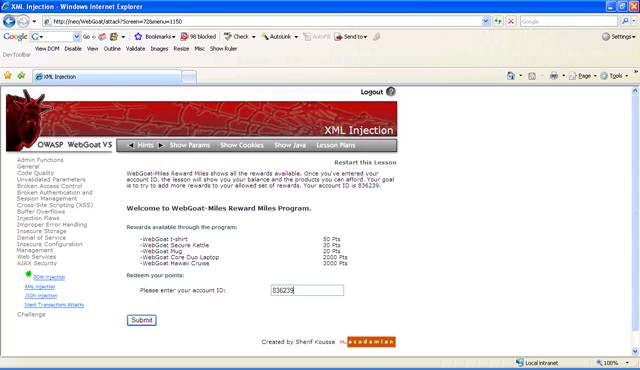 XML Injection - Windows Internet Explorer
http://neo/WebGoat/attack?Screen=72&menu=1150
Google
Google
Go
Bookmarks
98 blocked
Check
AutoLink
AutoFill
Send to
Settings
View DOM Disable View Outline Validate Images Resize Misc Show Ruler
DevToolBar
XML Injection
Page Tools
Logout ?
XML Injection
OWASP WebGoat V5
Hints Show Params Show Cookies Show Java Lesson Plans
Admin Functions
General
Code Quality
Unvalidated Parameters
Broken Access Control
Broken Authentication and
Session Management
Cross-Site Scripting (XSS)
Buffer Overflows
Injection Flaws
Improper Error Handling
Insecure Storage
Denial of Service
Insecure Configuration
Management
Web Services
AJAX Security
DOM Injection
XML Injection
JSON Injection
Silent Transactions Attacks
Challenge
Restart this Lesson
WebGoat-Miles Reward Miles shows all the rewards available. Once you've entered your
account ID, the lesson will show you your balance and the products you can afford. Your goal
is to try to add more rewards to your allowed set of rewards. Your account ID is 836239.
Welcome to WebGoat-Miles Reward Miles Program.
Rewards available through the program:
-WebGoat t-shirt 50 Pts
-WebGoat Secure Kettle 30 Pts
-WebGoat Mug 20 Pts
-WebGoat Core Duo Laptop 2000 Pts
-WebGoat Hawaii Cruise 3000 Pts
Redeem your points:
Please enter your account ID: 836239
Submit
Created by Sherif Koussa
academian
Local intranet
100%